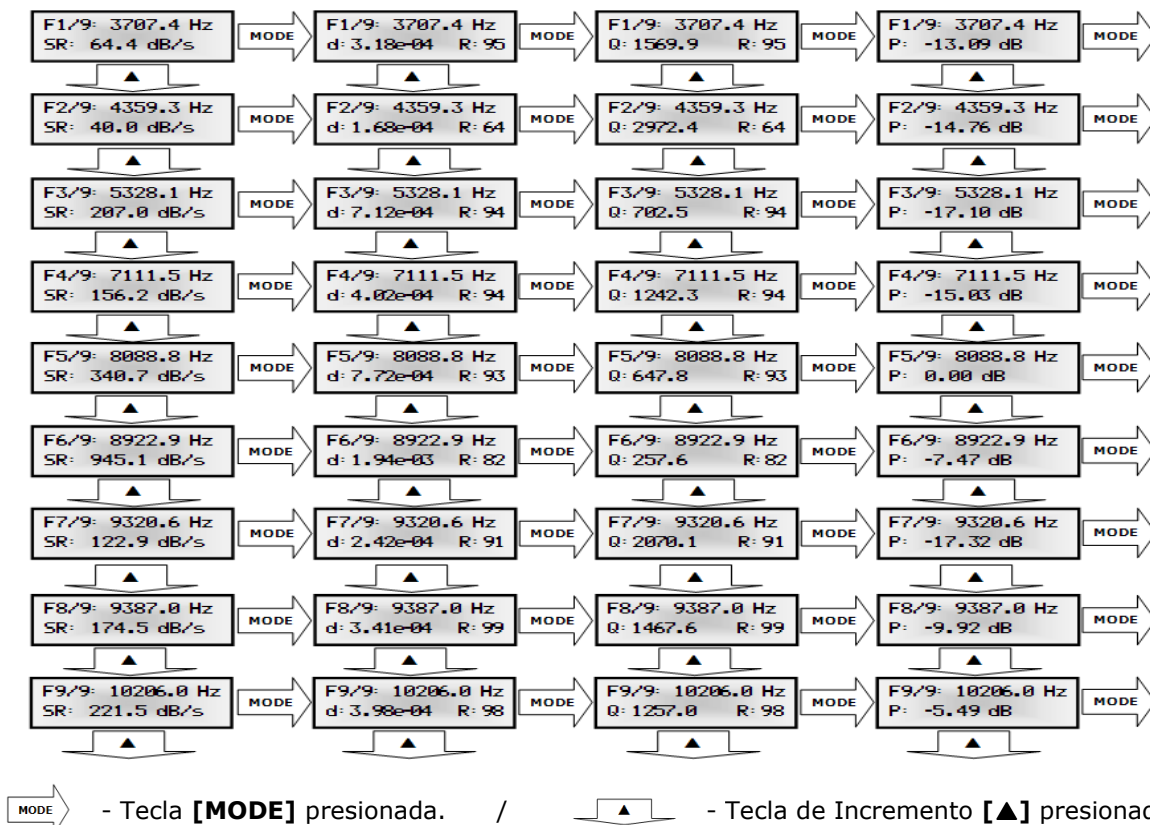 F1/9: 3707.4 Hz MODE F1/9: 3707.4 Hz MODE F1/9: 3707.4 Hz MODE F1/9: 3707.4 Hz MODE
SR: 64.4 dB/s d:3.18e-04 R:95 Q:1569.9 R:95 P: -13.09 dB
▲ ▲ ▲ ▲
F2/9: 4359.3 Hz MODE F2/9: 4359.3 Hz MODE F2/9: 4359.3 Hz MODE F2/9: 4359.3 Hz MODE
SR: 40.0 dB/s d:1.68e-04 R:64 Q:2972.4 R:64 P: -14.76 dB
▲ ▲ ▲ ▲
F3/9: 5328.1 Hz MODE F3/9: 5328.1 Hz MODE F3/9: 5328.1 Hz MODE F3/9: 5328.1 Hz MODE
SR: 207.0 dB/s d:7.12e-04 R:94 Q:702.5 R:94 P: -17.10 dB
▲ ▲ ▲ ▲
F4/9: 7111.5 Hz MODE F4/9: 7111.5 Hz MODE F4/9: 7111.5 Hz MODE F4/9: 7111.5 Hz MODE
SR: 156.2 dB/s d:4.02e-04 R:94 Q:1242.3 R:94 P: -15.03 dB
▲ ▲ ▲ ▲
F5/9: 8088.8 Hz MODE F5/9: 8088.8 Hz MODE F5/9: 8088.8 Hz MODE F5/9: 8088.8 Hz MODE
SR: 340.7 dB/s d:7.72e-04 R:93 Q:647.8 R:93 P: 0.00 dB
▲ ▲ ▲ ▲
F6/9: 8922.9 Hz MODE F6/9: 8922.9 Hz MODE F6/9: 8922.9 Hz MODE F6/9: 8922.9 Hz MODE
SR: 945.1 dB/s d:1.94e-03 R:82 Q:257.6 R:82 P: -7.47 dB
▲ ▲ ▲ ▲
F7/9: 9320.6 Hz MODE F7/9: 9320.6 Hz MODE F7/9: 9320.6 Hz MODE F7/9: 9320.6 Hz MODE
SR: 122.9 dB/s d:2.42e-04 R:91 Q:2070.1 R:91 P: -17.32 dB
▲ ▲ ▲ ▲
F8/9: 9387.0 Hz MODE F8/9: 9387.0 Hz MODE F8/9: 9387.0 Hz MODE F8/9: 9387.0 Hz MODE
SR: 174.5 dB/s d:3.41e-04 R:99 Q:1467.6 R:99 P: -9.92 dB
▲ ▲ ▲ ▲
F9/9: 10206.0 Hz MODE F9/9: 10206.0 Hz MODE F9/9: 10206.0 Hz MODE F9/9: 10206.0 Hz MODE
SR: 221.5 dB/s d:3.98e-04 R:98 Q:1257.0 R:98 P: -5.49 dB
▲ ▲ ▲ ▲
MODE - Tecla [MODE] presionada. / ▲ - Tecla de Incremento [▲] presionad